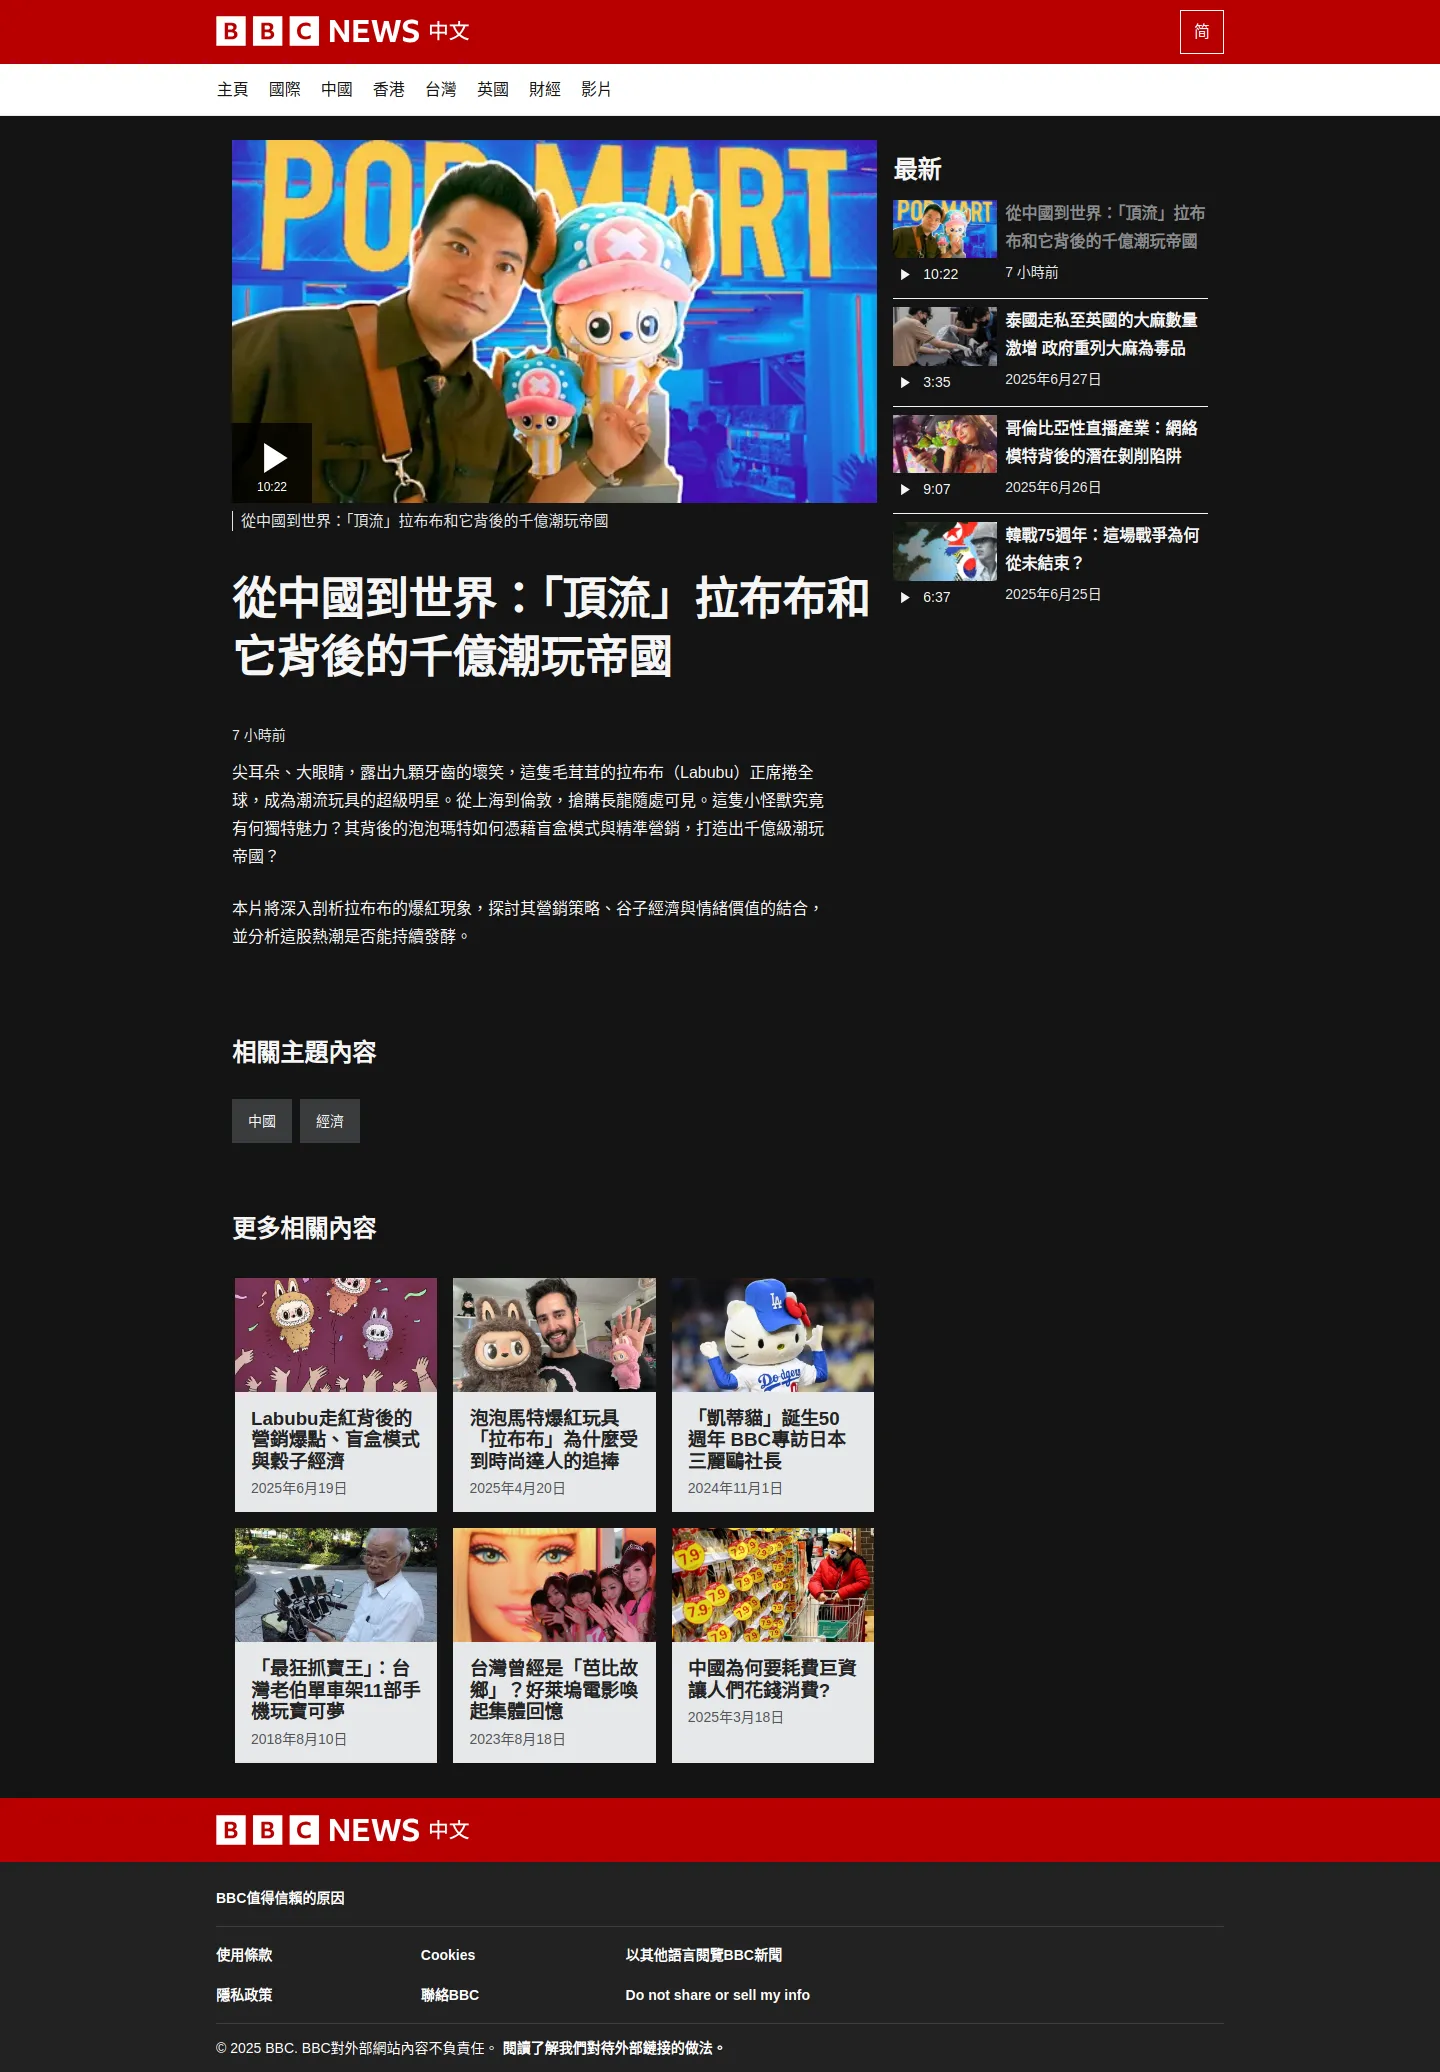 BBC NEWS 中文
简
主頁 國際 中國 香港 台灣 英國 財經 影片
POP MART
10:22
從中國到世界：「頂流」拉布布和它背後的千億潮玩帝國
從中國到世界：「頂流」拉布布和
它背後的千億潮玩帝國
7 小時前
尖耳朵、大眼睛，露出九顆牙齒的壞笑，這隻毛茸茸的拉布布（Labubu）正席捲全
球，成為潮流玩具的超級明星。從上海到倫敦，搶購長龍隨處可見。這隻小怪獸究竟
有何獨特魅力？其背後的泡泡瑪特如何憑藉盲盒模式與精準營銷，打造出千億級潮玩
帝國？
本片將深入剖析拉布布的爆紅現象，探討其營銷策略、谷子經濟與情緒價值的結合，
並分析這股熱潮是否能持續發酵。
最新
POP MART
從中國到世界：「頂流」拉布
布和它背後的千億潮玩帝國
10:22
7 小時前
泰國走私至英國的大麻數量
激增 政府重列大麻為毒品
3:35
2025年6月27日
哥倫比亞性直播產業：網絡
模特背後的潛在剝削陷阱
9:07
2025年6月26日
韓戰75週年：這場戰爭為何
從未結束？
6:37
2025年6月25日
相關主題內容
中國
經濟
更多相關內容
Labubu走紅背後的
營銷爆點、盲盒模式
與穀子經濟
2025年6月19日
泡泡馬特爆紅玩具
「拉布布」為什麼受
到時尚達人的追捧
2025年4月20日
LA
Dodgers
「凱蒂貓」誕生50
週年 BBC專訪日本
三麗鷗社長
2024年11月1日
「最狂抓寶王」：台
灣老伯單車架11部手
機玩寶可夢
2018年8月10日
台灣曾經是「芭比故
鄉」？好萊塢電影喚
起集體回憶
2023年8月18日
7.9 7.9 7.9 7.9
中國為何要耗費巨資
讓人們花錢消費?
2025年3月18日
BBC NEWS 中文
BBC值得信賴的原因
使用條款
Cookies
以其他語言閱覽BBC新聞
隱私政策
聯絡BBC
Do not share or sell my info
© 2025 BBC. BBC對外部網站內容不負責任。 閱讀了解我們對待外部鏈接的做法。